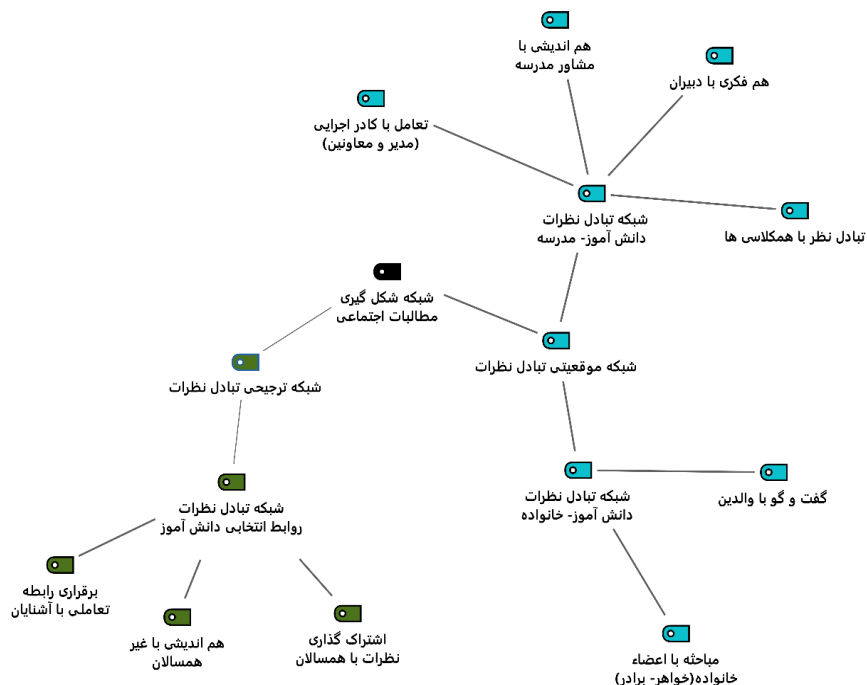 هم اندیشی با
مشاور مدرسه
هم فکری با دبیران
تعامل با کادر اجرایی
(مدیر و معاونین)
شبکه تبادل نظرات
دانش آموز- مدرسه
تبادل نظر با همکلاسی ها
شبکه شکل گیری
مطالبات اجتماعی
شبکه موقعیتی تبادل نظرات
شبکه ترجیحی تبادل نظرات
شبکه تبادل نظرات
دانش آموز- خانواده
گفت و گو با والدین
شبکه تبادل نظرات
روابط انتخابی دانش آموز
برقراری رابطه
تعاملی با آشنایان
هم اندیشی با غیر
همسالان
اشتراک گذاری
نظرات با همسالان
مباحثه با اعضاء
خانواده(خواهر- برادر)